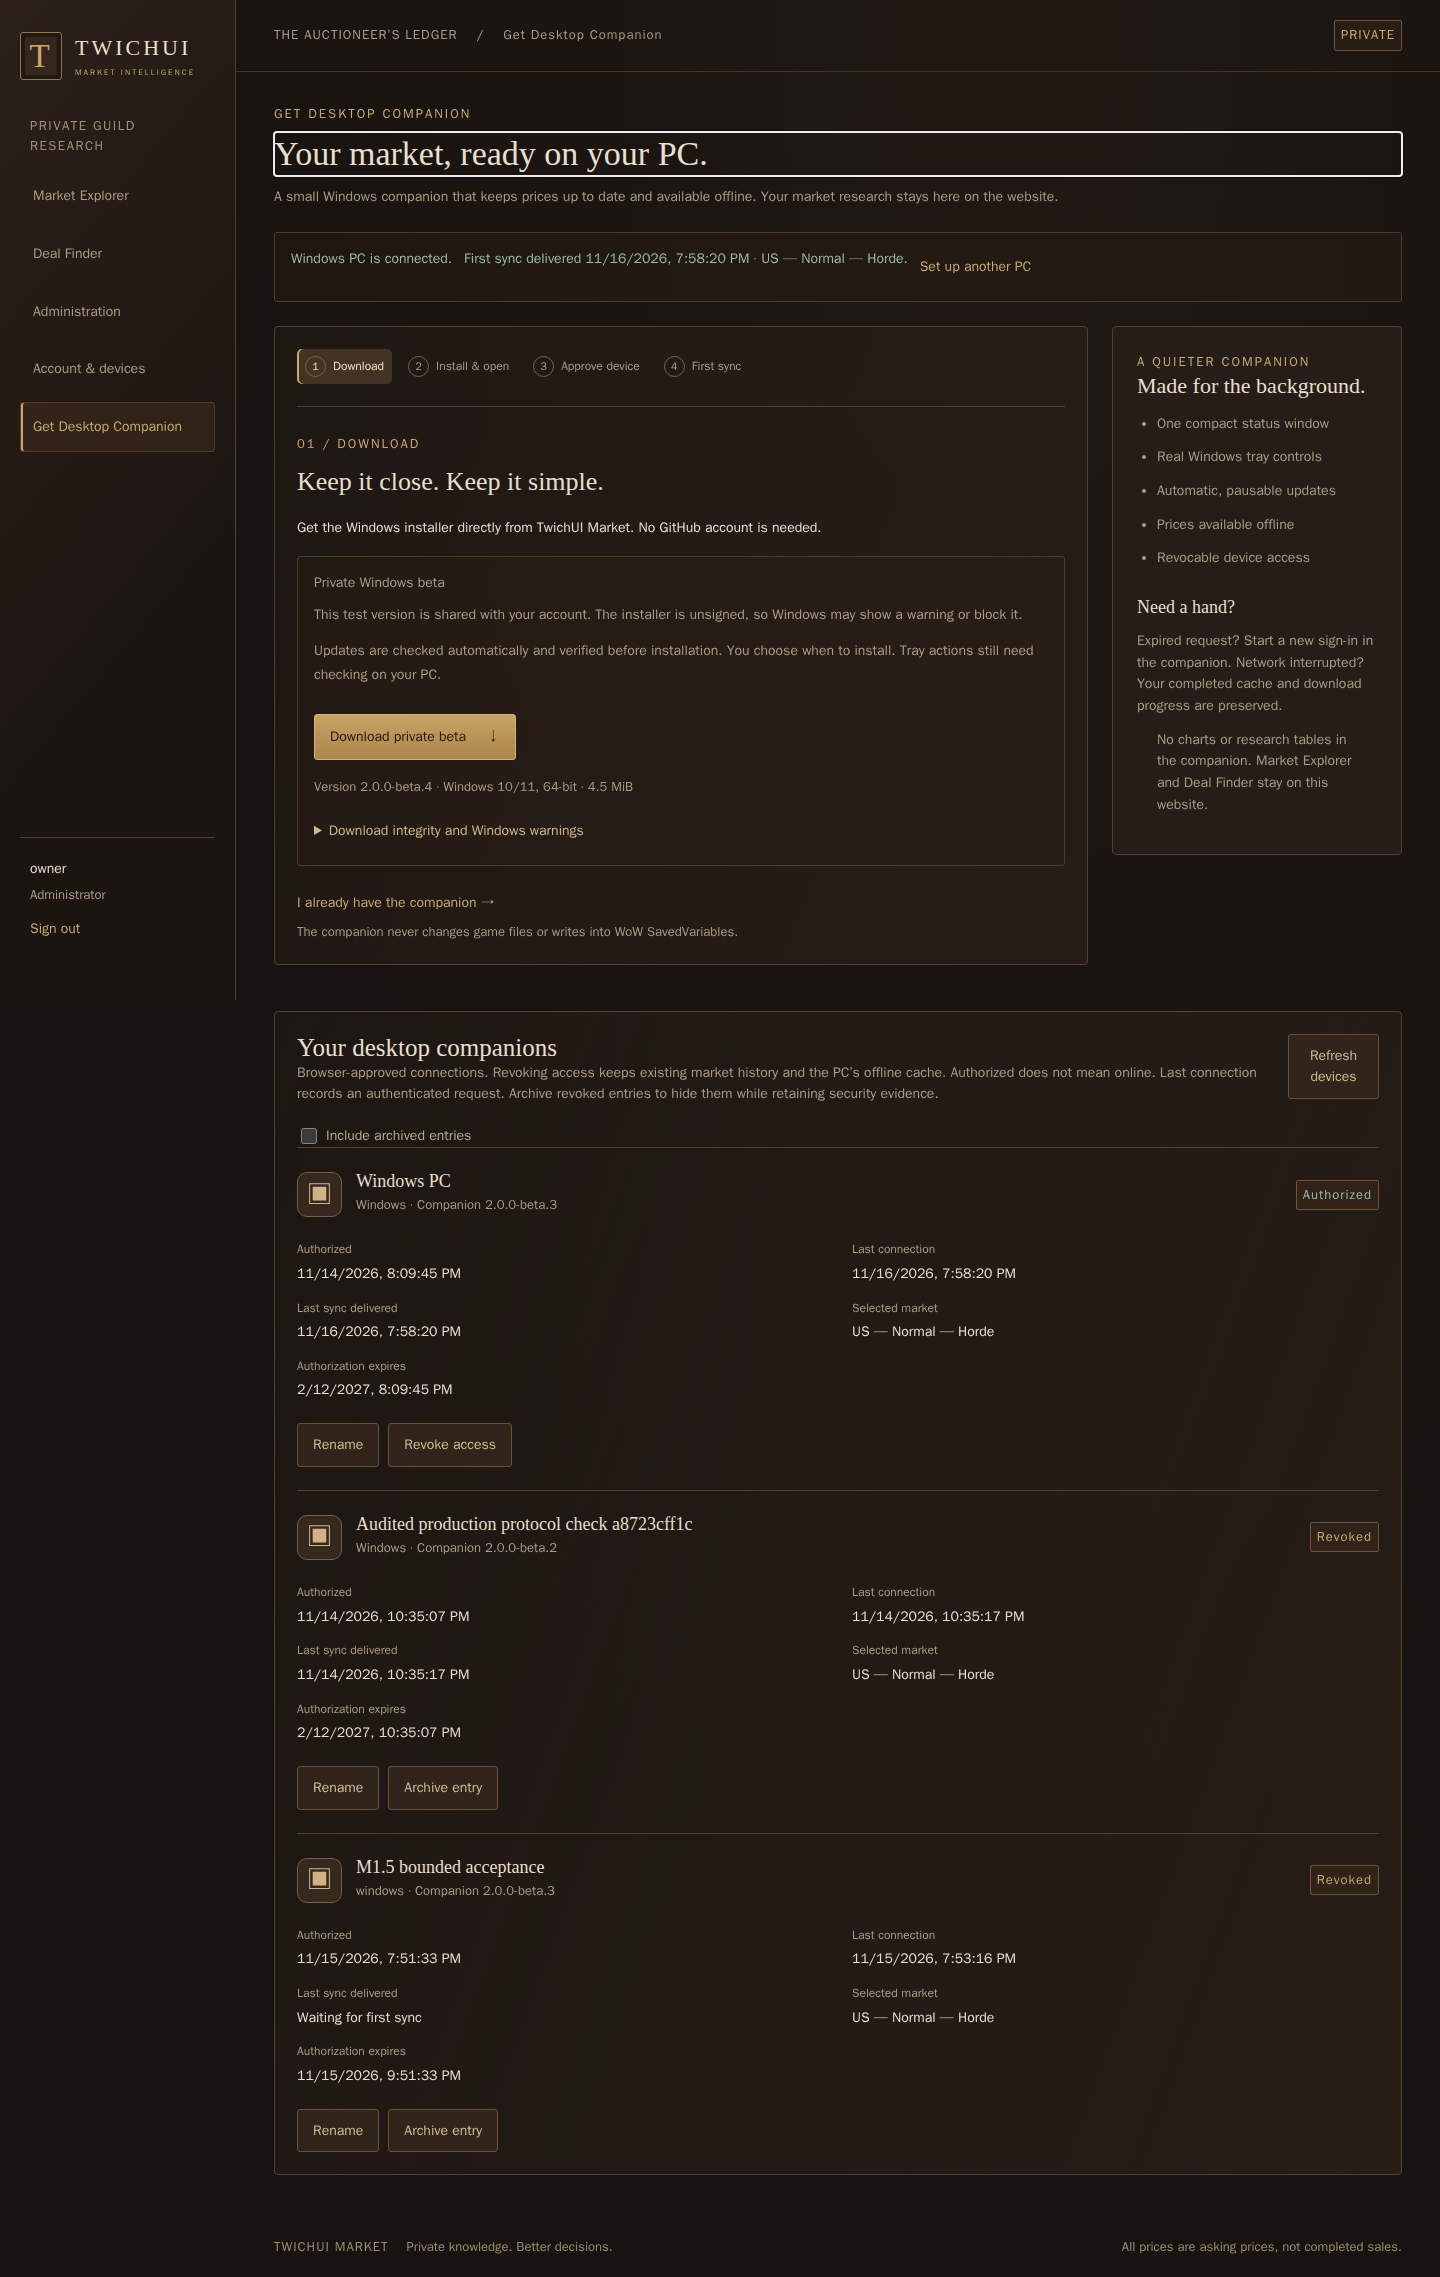 T
TWICHUI
MARKET INTELLIGENCE
PRIVATE GUILD
RESEARCH
Market Explorer
Deal Finder
Administration
Account & devices
Get Desktop Companion
owner
Administrator
Sign out
THE AUCTIONEER'S LEDGER / Get Desktop Companion
PRIVATE
GET DESKTOP COMPANION
Your market, ready on your PC.
A small Windows companion that keeps prices up to date and available offline. Your market research stays here on the website.
Windows PC is connected. First sync delivered 11/16/2026, 7:58:20 PM · US — Normal — Horde. Set up another PC
1 Download 2 Install & open 3 Approve device 4 First sync
01 / DOWNLOAD
Keep it close. Keep it simple.
Get the Windows installer directly from TwichUI Market. No GitHub account is needed.
Private Windows beta
This test version is shared with your account. The installer is unsigned, so Windows may show a warning or block it.
Updates are checked automatically and verified before installation. You choose when to install. Tray actions still need
checking on your PC.
Download private beta ↓
Version 2.0.0-beta.4 · Windows 10/11, 64-bit · 4.5 MiB
▶ Download integrity and Windows warnings
I already have the companion →
The companion never changes game files or writes into WoW SavedVariables.
A QUIETER COMPANION
Made for the background.
• One compact status window
• Real Windows tray controls
• Automatic, pausable updates
• Prices available offline
• Revocable device access
Need a hand?
Expired request? Start a new sign-in in
the companion. Network interrupted?
Your completed cache and download
progress are preserved.
No charts or research tables in
the companion. Market Explorer
and Deal Finder stay on this
website.
Your desktop companions
Browser-approved connections. Revoking access keeps existing market history and the PC's offline cache. Authorized does not mean online. Last connection
records an authenticated request. Archive revoked entries to hide them while retaining security evidence.
Refresh
devices
Include archived entries
Windows PC
Windows · Companion 2.0.0-beta.3
Authorized
Authorized
11/14/2026, 8:09:45 PM
Last connection
11/16/2026, 7:58:20 PM
Last sync delivered
11/16/2026, 7:58:20 PM
Selected market
US — Normal — Horde
Authorization expires
2/12/2027, 8:09:45 PM
Rename
Revoke access
Audited production protocol check a8723cff1c
Windows · Companion 2.0.0-beta.2
Revoked
Authorized
11/14/2026, 10:35:07 PM
Last connection
11/14/2026, 10:35:17 PM
Last sync delivered
11/14/2026, 10:35:17 PM
Selected market
US — Normal — Horde
Authorization expires
2/12/2027, 10:35:07 PM
Rename
Archive entry
M1.5 bounded acceptance
windows · Companion 2.0.0-beta.3
Revoked
Authorized
11/15/2026, 7:51:33 PM
Last connection
11/15/2026, 7:53:16 PM
Last sync delivered
Waiting for first sync
Selected market
US — Normal — Horde
Authorization expires
11/15/2026, 9:51:33 PM
Rename
Archive entry
TWICHUI MARKET Private knowledge. Better decisions.
All prices are asking prices, not completed sales.